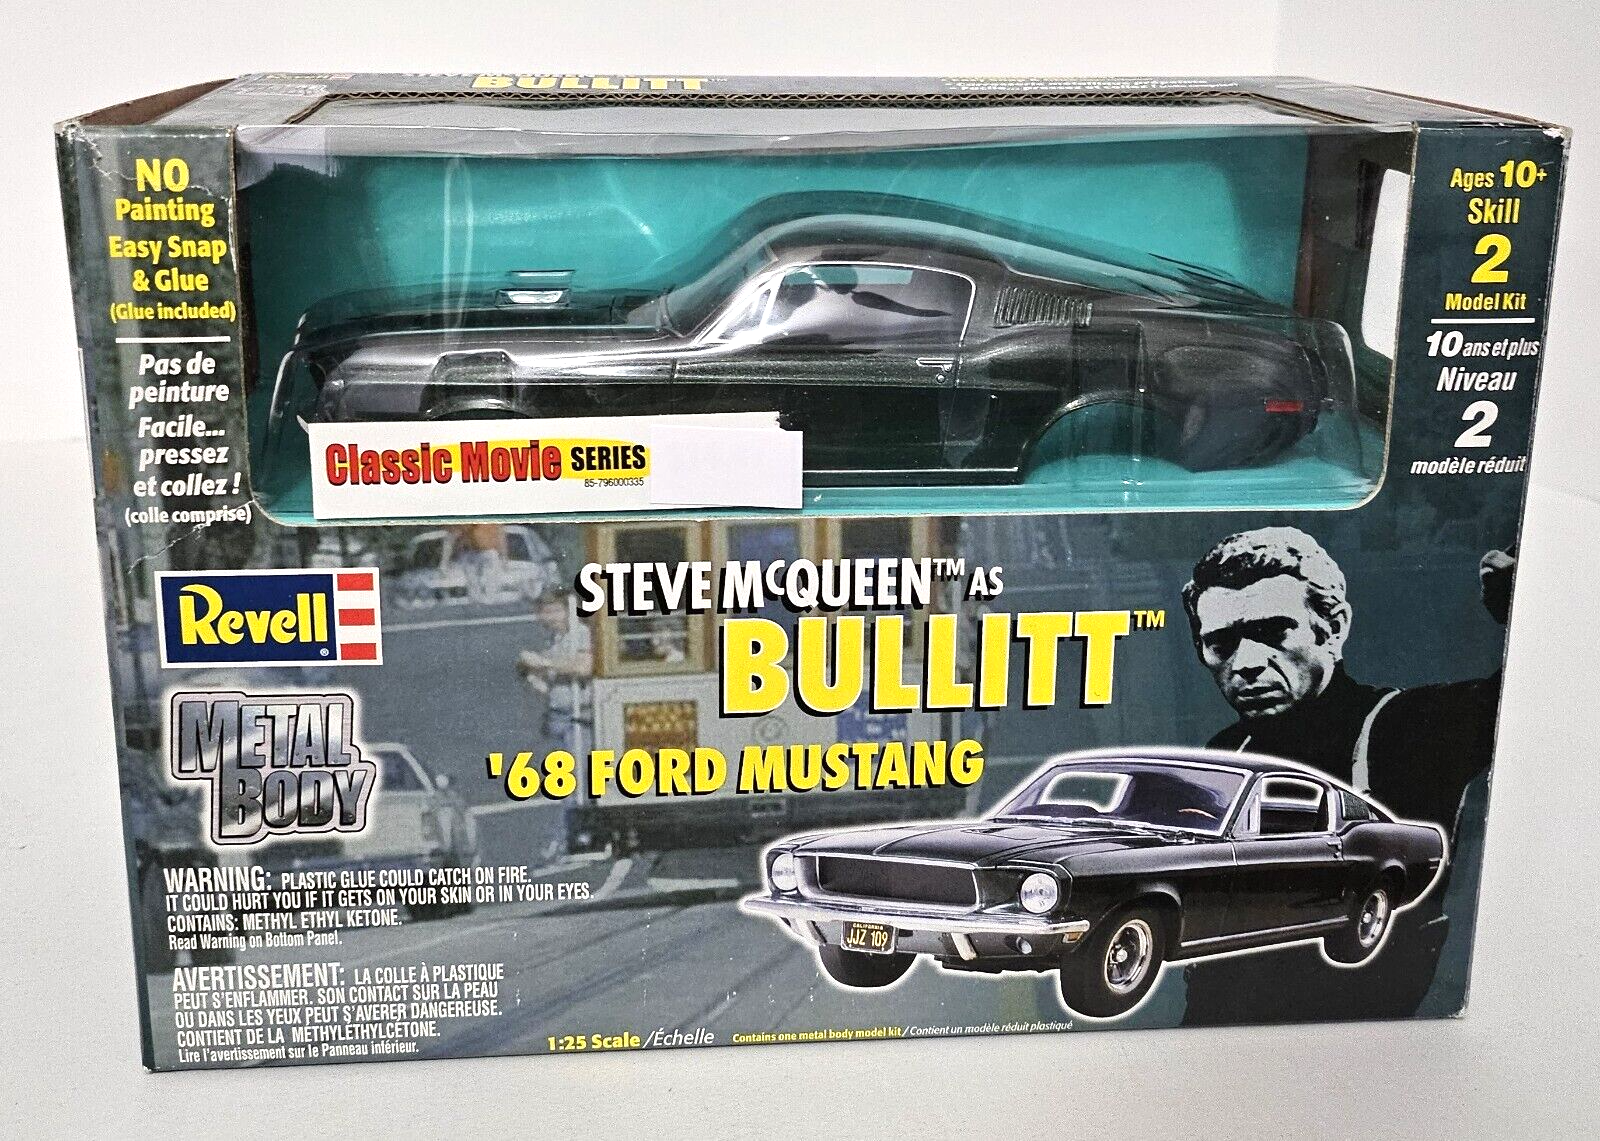 Revell
STEVE MCQUEEN
BULLITT™
NO
Painting
Easy Snap
& Glue
(Glue included)
Pas de
peinture
Facile...
pressez
et collez !
(colle comprise)
Ages 10+
Skill
2
Model Kit
10 ans et plus
Niveau
2
modèle réduit
Classic Movie SERIES
85-796000335
Revell®
METAL
BODY
STEVE McQUEEN™ AS
BULLITT™
'68 FORD MUSTANG
CALIFORNIA
JJZ 109
WARNING: PLASTIC GLUE COULD CATCH ON FIRE.
IT COULD HURT YOU IF IT GETS ON YOUR SKIN OR IN YOUR EYES.
CONTAINS: METHYL ETHYL KETONE.
Read Warning on Bottom Panel.
AVERTISSEMENT: LA COLLE À PLASTIQUE
PEUT S'ENFLAMMER. SON CONTACT SUR LA PEAU
OU DANS LES YEUX PEUT S'AVERER DANGEREUSE.
CONTIENT DE LA MÉTHYLÉTHYLCÉTONE.
Lire l'avertissement sur le Panneau inférieur.
1:25 Scale /Échelle
Contains one metal body model kit / Contient un modèle réduit plastiqué